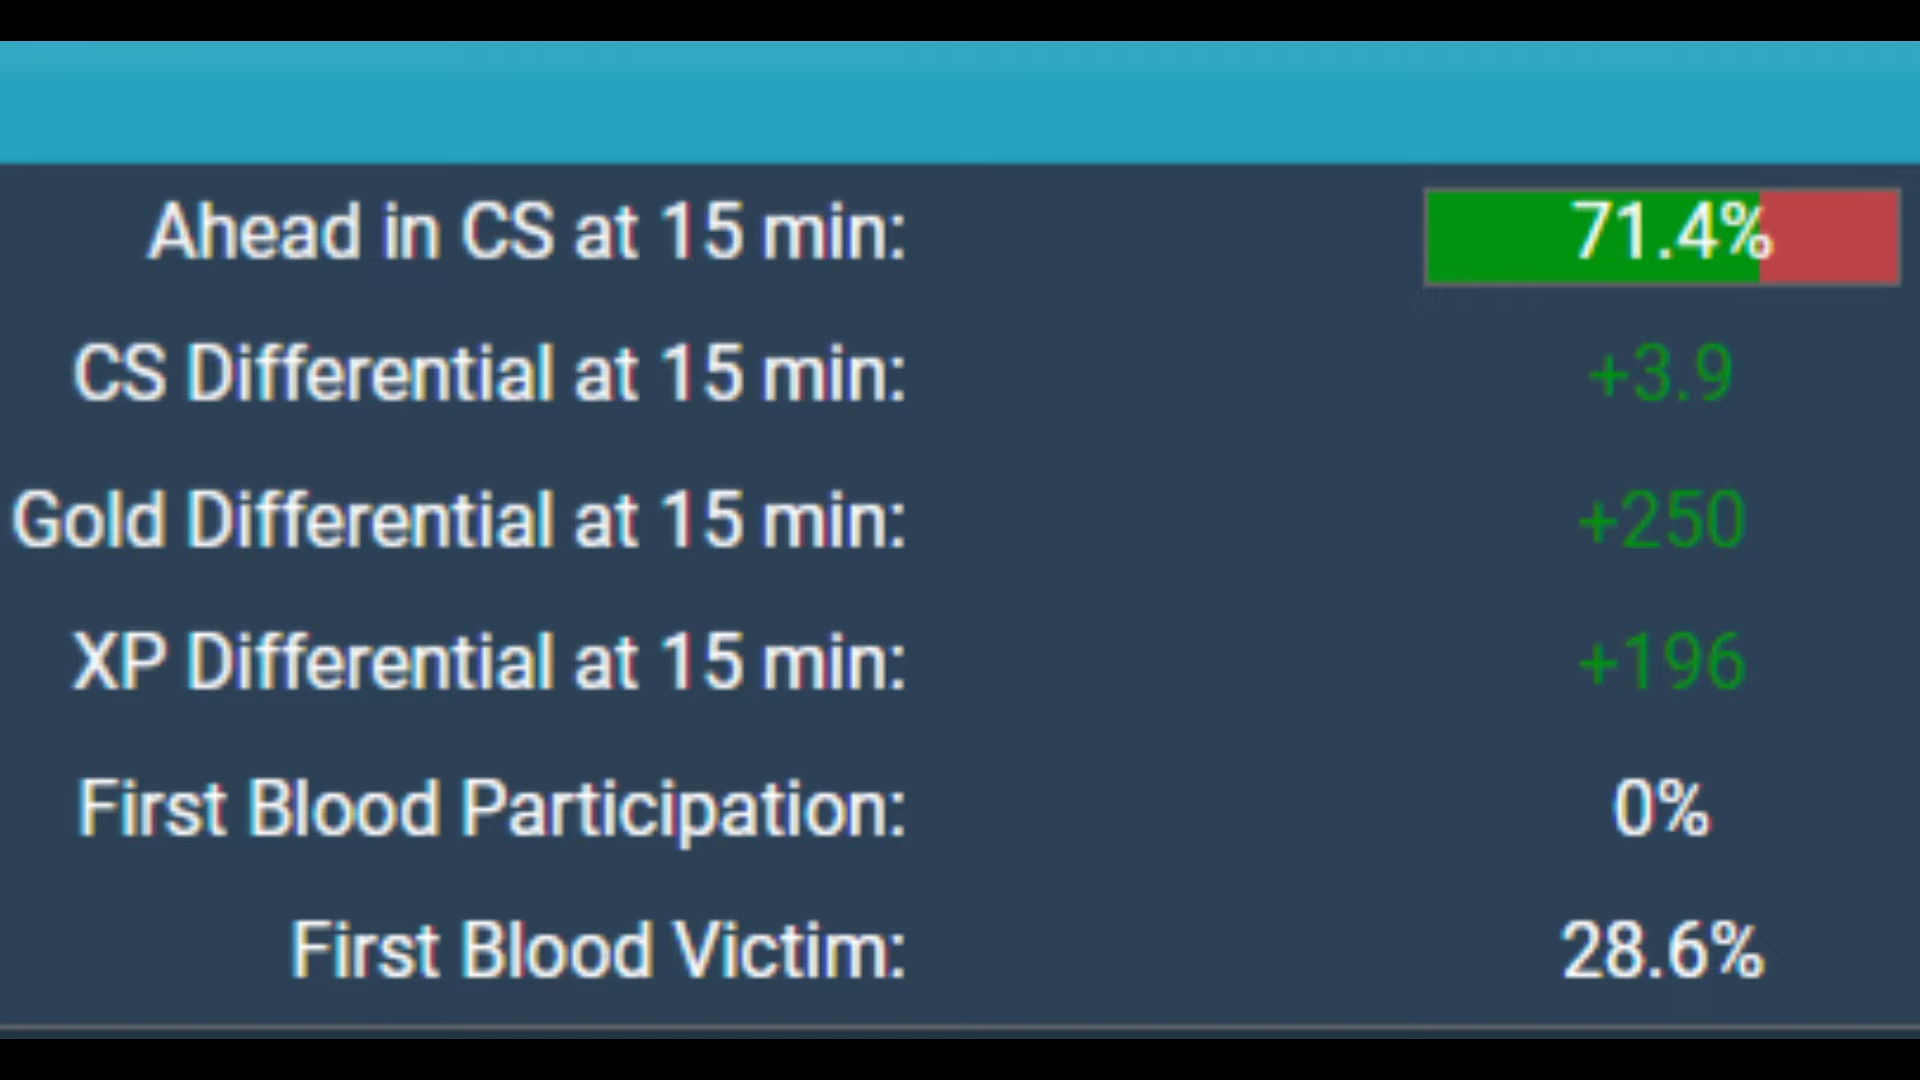 Ahead in CS at 15 min: 71.4%
CS Differential at 15 min: +3.9
Gold Differential at 15 min: +250
XP Differential at 15 min: +196
First Blood Participation: 0%
First Blood Victim: 28.6%